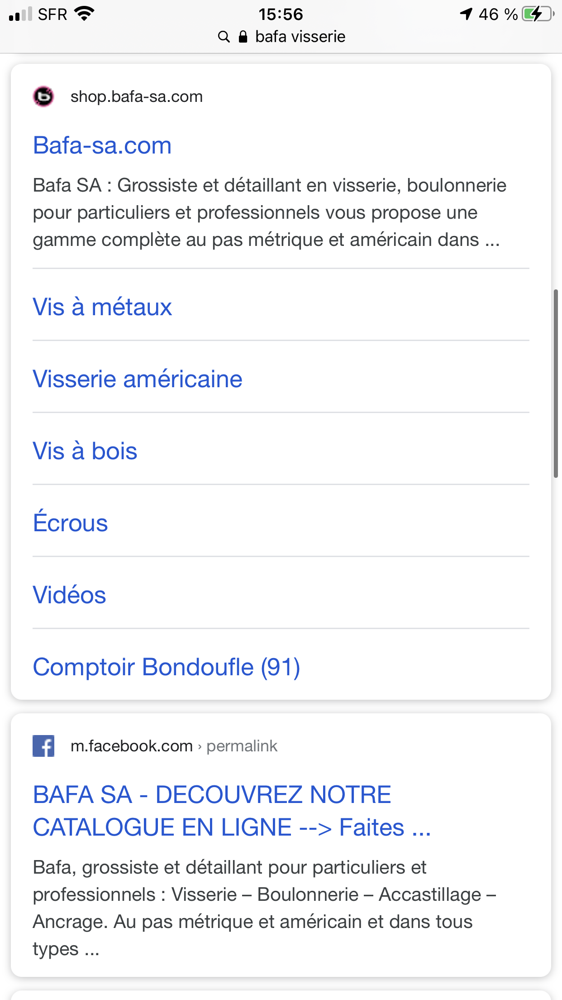 SFR 15:56 46 %
bafa visserie
shop.bafa-sa.com
Bafa-sa.com
Bafa SA : Grossiste et détaillant en visserie, boulonnerie
pour particuliers et professionnels vous propose une
gamme complète au pas métrique et américain dans ...
Vis à métaux
Visserie américaine
Vis à bois
Écrous
Vidéos
Comptoir Bondoufle (91)
m.facebook.com › permalink
BAFA SA - DECOUVREZ NOTRE
CATALOGUE EN LIGNE --> Faites ...
Bafa, grossiste et détaillant pour particuliers et
professionnels : Visserie – Boulonnerie – Accastillage –
Ancrage. Au pas métrique et américain et dans tous
types ...